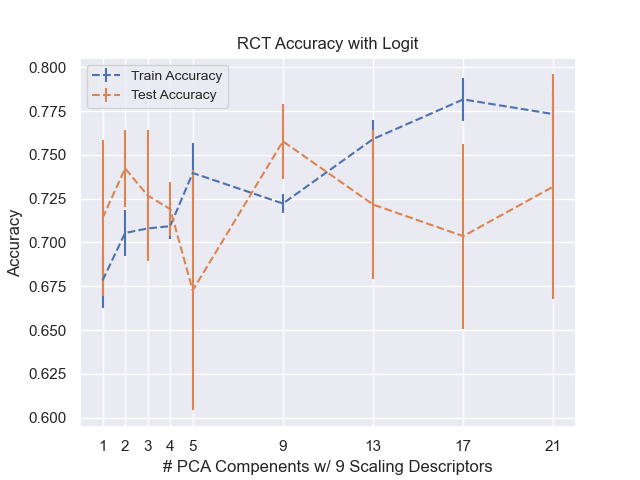 RCT Accuracy with Logit
Train Accuracy
Test Accuracy
0.800
0.775
0.750
0.725
0.700
0.675
0.650
0.625
0.600
Accuracy
1 2 3 4 5 9 13 17 21
# PCA Compenents w/ 9 Scaling Descriptors